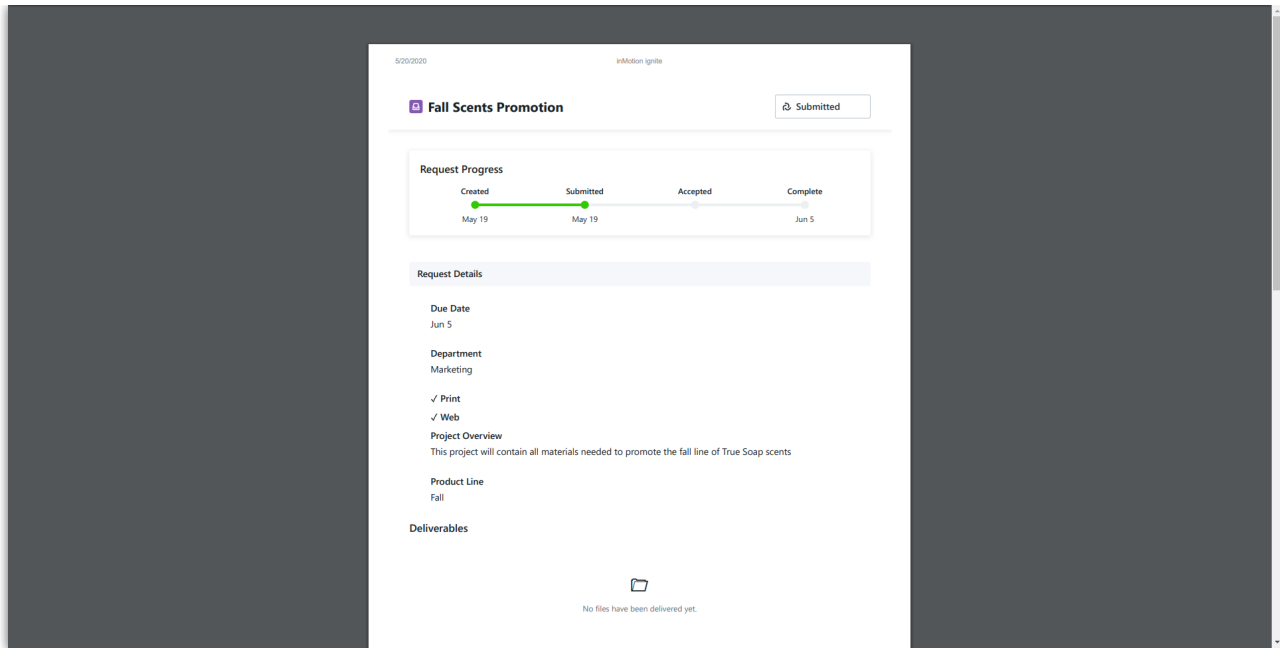 5/20/2020 inMotion ignite
Fall Scents Promotion Submitted
Request Progress
Created Submitted Accepted Complete
May 19 May 19 Jun 5
Request Details
Due Date
Jun 5
Department
Marketing
✓ Print
✓ Web
Project Overview
This project will contain all materials needed to promote the fall line of True Soap scents
Product Line
Fall
Deliverables
No files have been delivered yet.